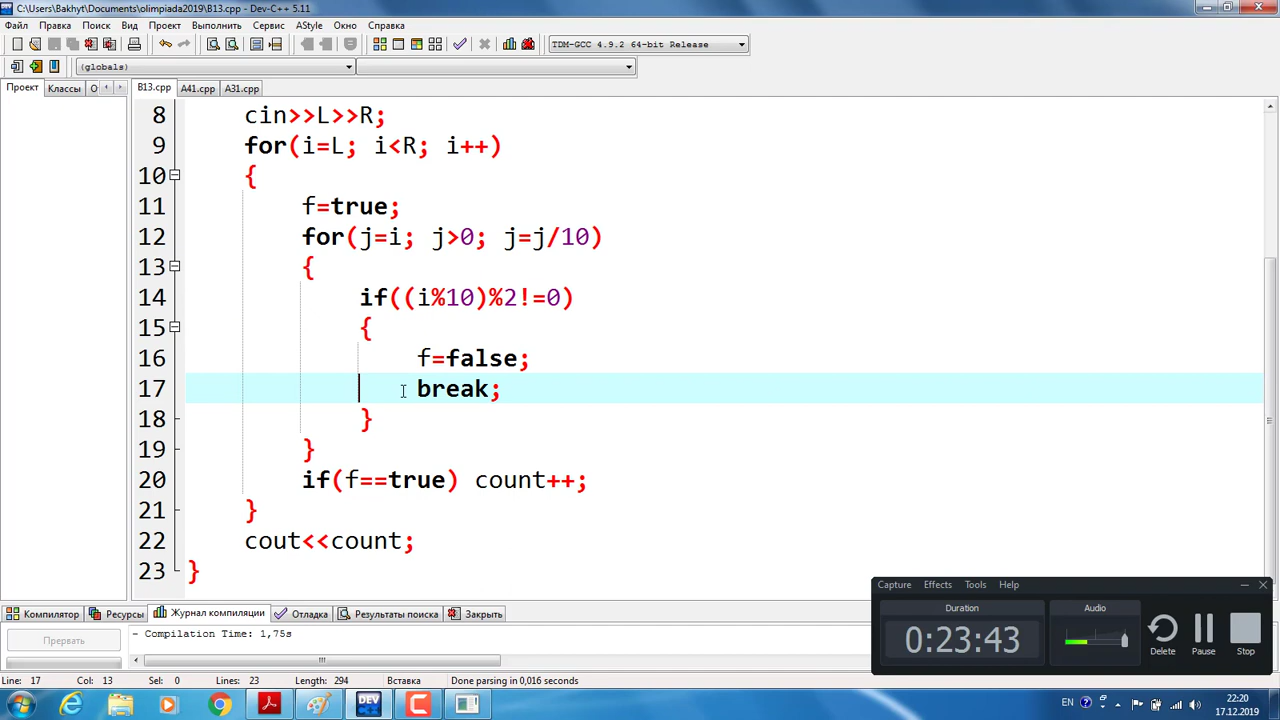 C:\Users\Bakhyt\Documents\olimpiada2019\B13.cpp - Dev-C++ 5.11
Файл Правка Поиск Вид Проект Выполнить Сервис AStyle Окно Справка
TDM-GCC 4.9.2 64-bit Release
(globals)
Проект Классы О B13.cpp A41.cpp A31.cpp
8 cin>>L>>R;
9 for(i=L; i<R; i++)
10 {
11 f=true;
12 for(j=i; j>0; j=j/10)
13 {
14 if((i%10)%2!=0)
15 {
16 f=false;
17 break;
18 }
19 }
20 if(f==true) count++;
21 }
22 cout<<count;
23 }
Capture Effects Tools Help
Duration Audio
0:23:43
Delete Pause Stop
Компилятор Ресурсы Журнал компиляции Отладка Результаты поиска Закрыть
Прервать
- Compilation Time: 1,75s
Line: 17 Col: 13 Sel: 0 Lines: 23 Length: 294 Вставка Done parsing in 0,016 seconds
DEV
EN 22:20
17.12.2019